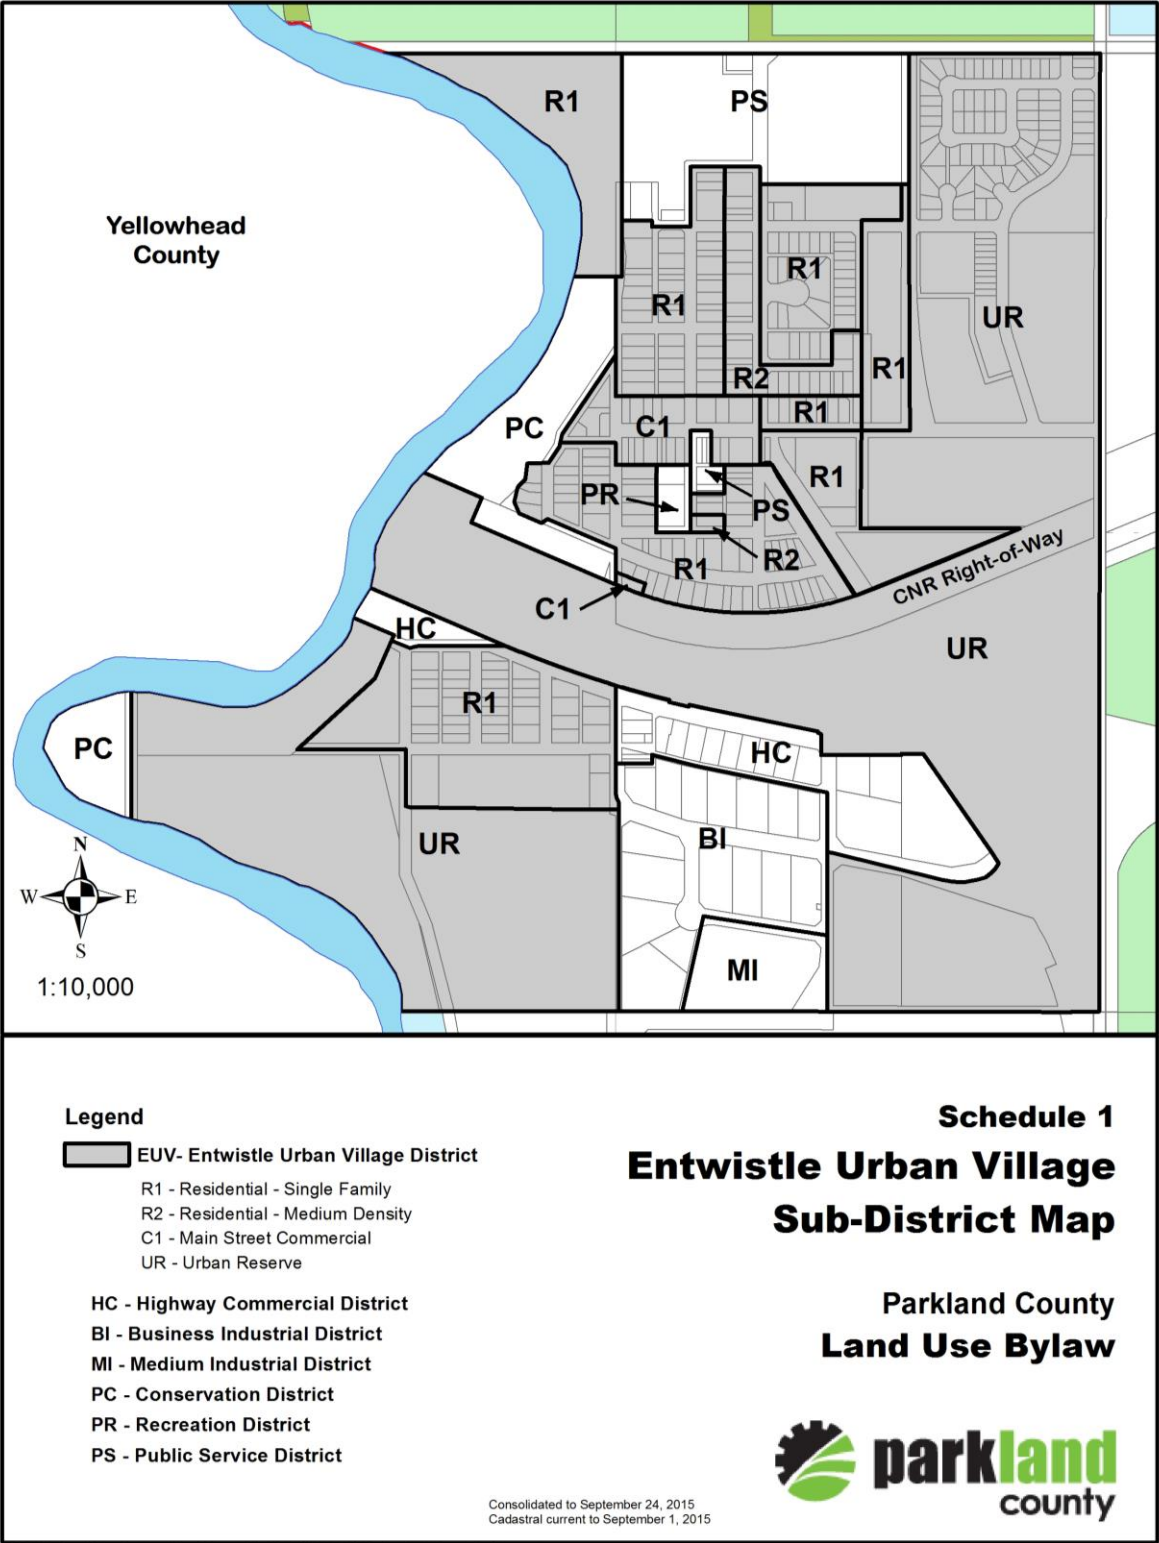 R1
PS
Yellowhead
County
R1
R1
UR
R1
R2
R1
PC
C1
R1
PR
PS
R2
R1
CNR Right-of-Way
C1
HC
UR
R1
PC
HC
BI
UR
N
W
E
S
MI
1:10,000
Legend
EUV- Entwistle Urban Village District
R1 - Residential - Single Family
R2 - Residential - Medium Density
C1 - Main Street Commercial
UR - Urban Reserve
HC - Highway Commercial District
BI - Business Industrial District
MI - Medium Industrial District
PC - Conservation District
PR - Recreation District
PS - Public Service District
Schedule 1
Entwistle Urban Village
Sub-District Map
Parkland County
Land Use Bylaw
parkland
county
Consolidated to September 24, 2015
Cadastral current to September 1, 2015